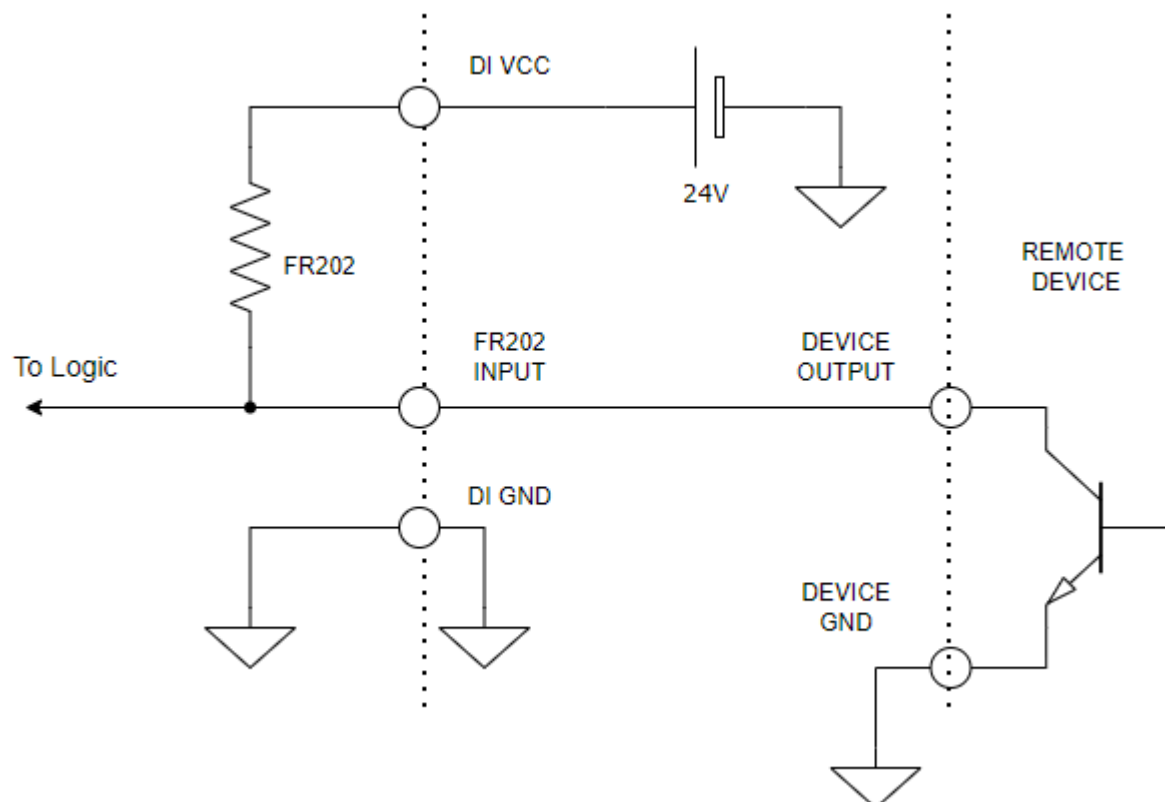 DI VCC
24V
FR202
REMOTE
DEVICE
To Logic
FR202
INPUT
DEVICE
OUTPUT
DI GND
DEVICE
GND